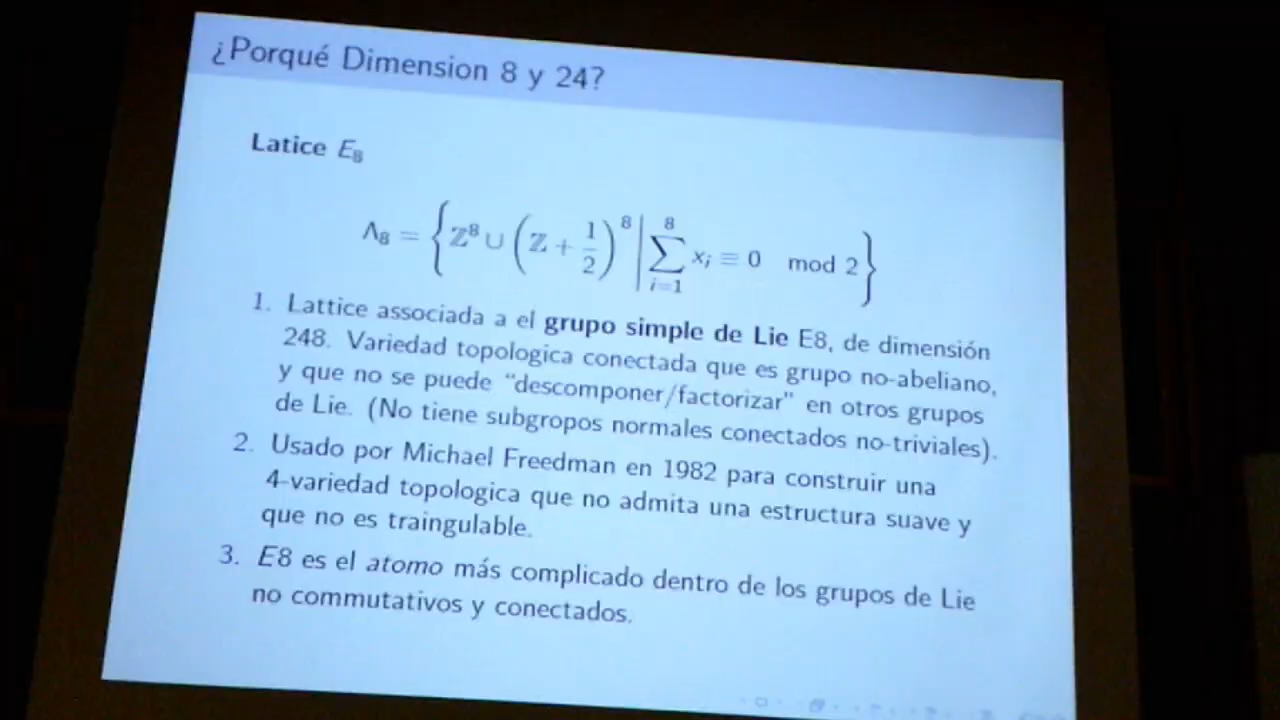 ¿Porqué Dimension 8 y 24?
Latice E₈
Λ₈ = { ℤ⁸ ∪ (ℤ + 1/2)⁸ | ∑_{i=1}^{8} xᵢ ≡ 0 mod 2 }
1. Lattice associada a el grupo simple de Lie E8, de dimensión
248. Variedad topologica conectada que es grupo no-abeliano,
y que no se puede “descomponer/factorizar” en otros grupos
de Lie. (No tiene subgropos normales conectados no-triviales).
2. Usado por Michael Freedman en 1982 para construir una
4-variedad topologica que no admita una estructura suave y
que no es traingulable.
3. E8 es el atomo más complicado dentro de los grupos de Lie
no commutativos y conectados.